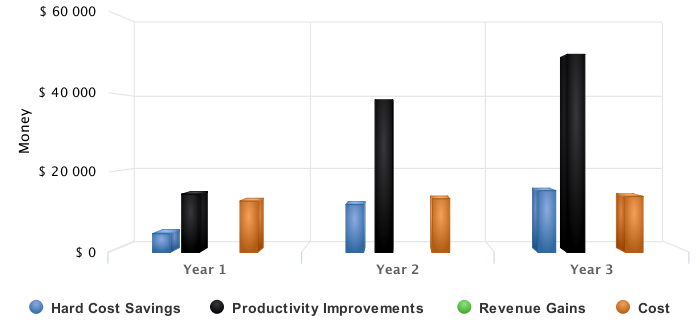 $ 60 000
$ 40 000
Money
$ 20 000
$ 0
Year 1 Year 2 Year 3
Hard Cost Savings Productivity Improvements Revenue Gains Cost